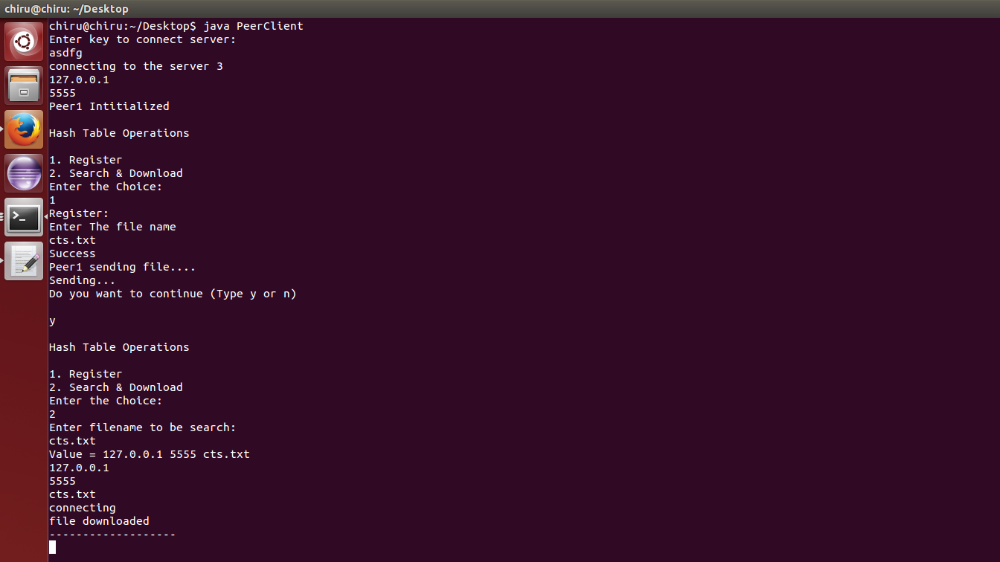 chiru@chiru: ~/Desktop
chiru@chiru:~/Desktop$ java PeerClient
Enter key to connect server:
asdfg
connecting to the server 3
127.0.0.1
5555
Peer1 Intitialized
Hash Table Operations
1. Register
2. Search & Download
Enter the Choice:
1
Register:
Enter The file name
cts.txt
Success
Peer1 sending file....
Sending...
Do you want to continue (Type y or n)
y
Hash Table Operations
1. Register
2. Search & Download
Enter the Choice:
2
Enter filename to be search:
cts.txt
Value = 127.0.0.1 5555 cts.txt
127.0.0.1
5555
cts.txt
connecting
file downloaded
-------------------